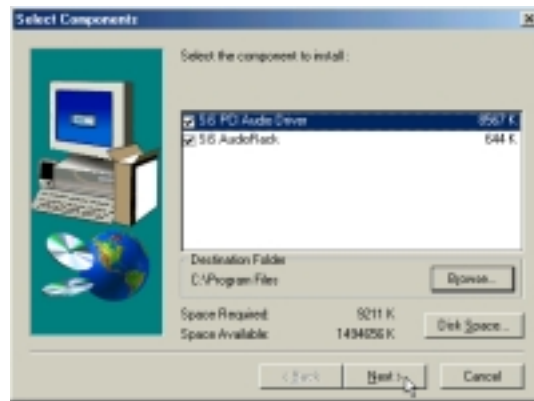 Select Components
Select the component to install :
SiS PCI Audio Driver 8567 K
SiS AudioRack 644 K
Destination Folder
C:\Program Files
Browse...
Space Required: 9211 K
Space Available: 1494656 K
Disk Space...
< Back
Next >
Cancel